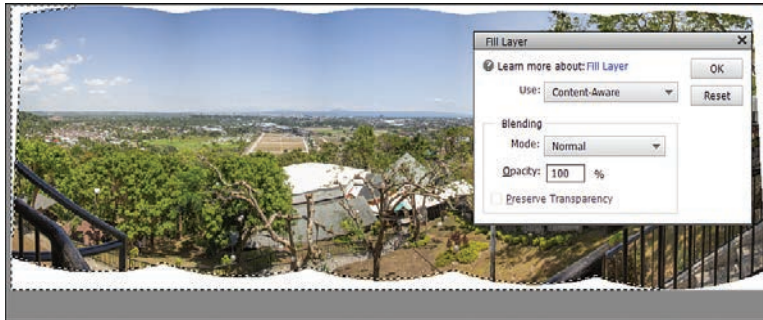 Fill Layer
Learn more about: Fill Layer
OK
Use: Content-Aware
Reset
Blending
Mode: Normal
Opacity: 100 %
Preserve Transparency